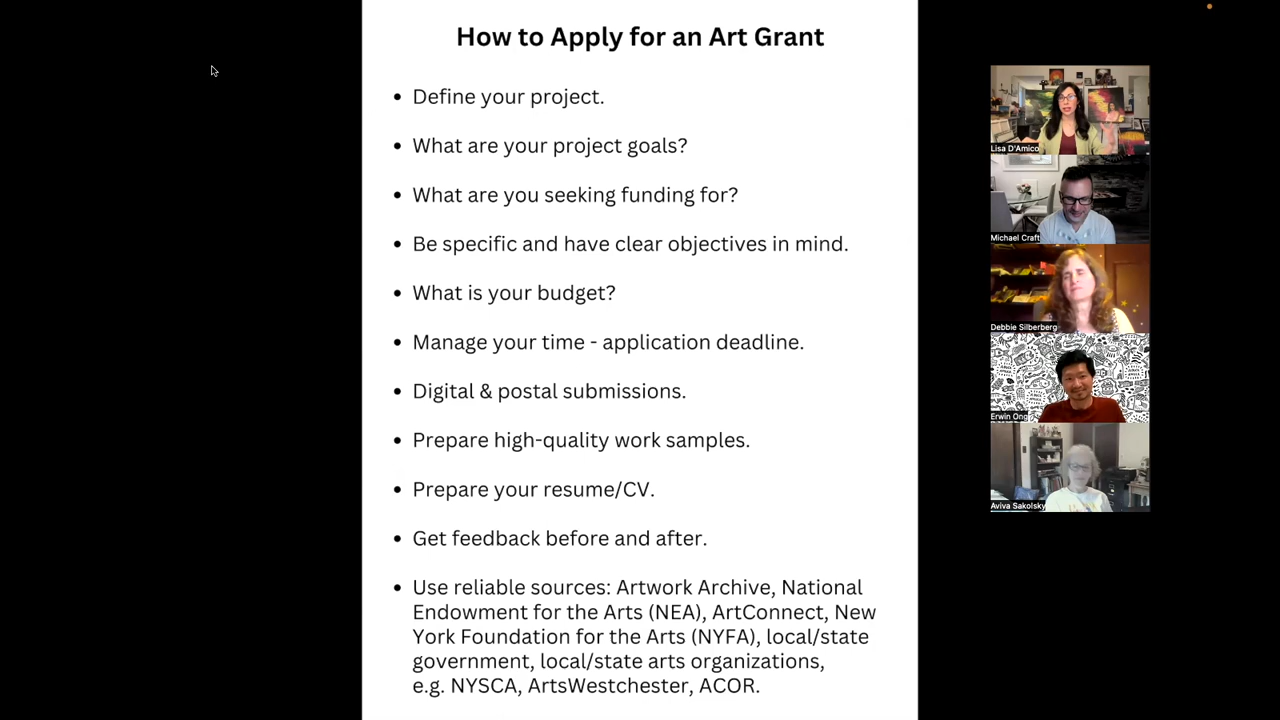 How to Apply for an Art Grant
• Define your project.
• What are your project goals?
• What are you seeking funding for?
• Be specific and have clear objectives in mind.
• What is your budget?
• Manage your time - application deadline.
• Digital & postal submissions.
• Prepare high-quality work samples.
• Prepare your resume/CV.
• Get feedback before and after.
• Use reliable sources: Artwork Archive, National
Endowment for the Arts (NEA), ArtConnect, New
York Foundation for the Arts (NYFA), local/state
government, local/state arts organizations,
e.g. NYSCA, ArtsWestchester, ACOR.
Lisa D'Amico
Michael Craft
Debbie Silberberg
Erwin Ong
Aviva Sakolsky